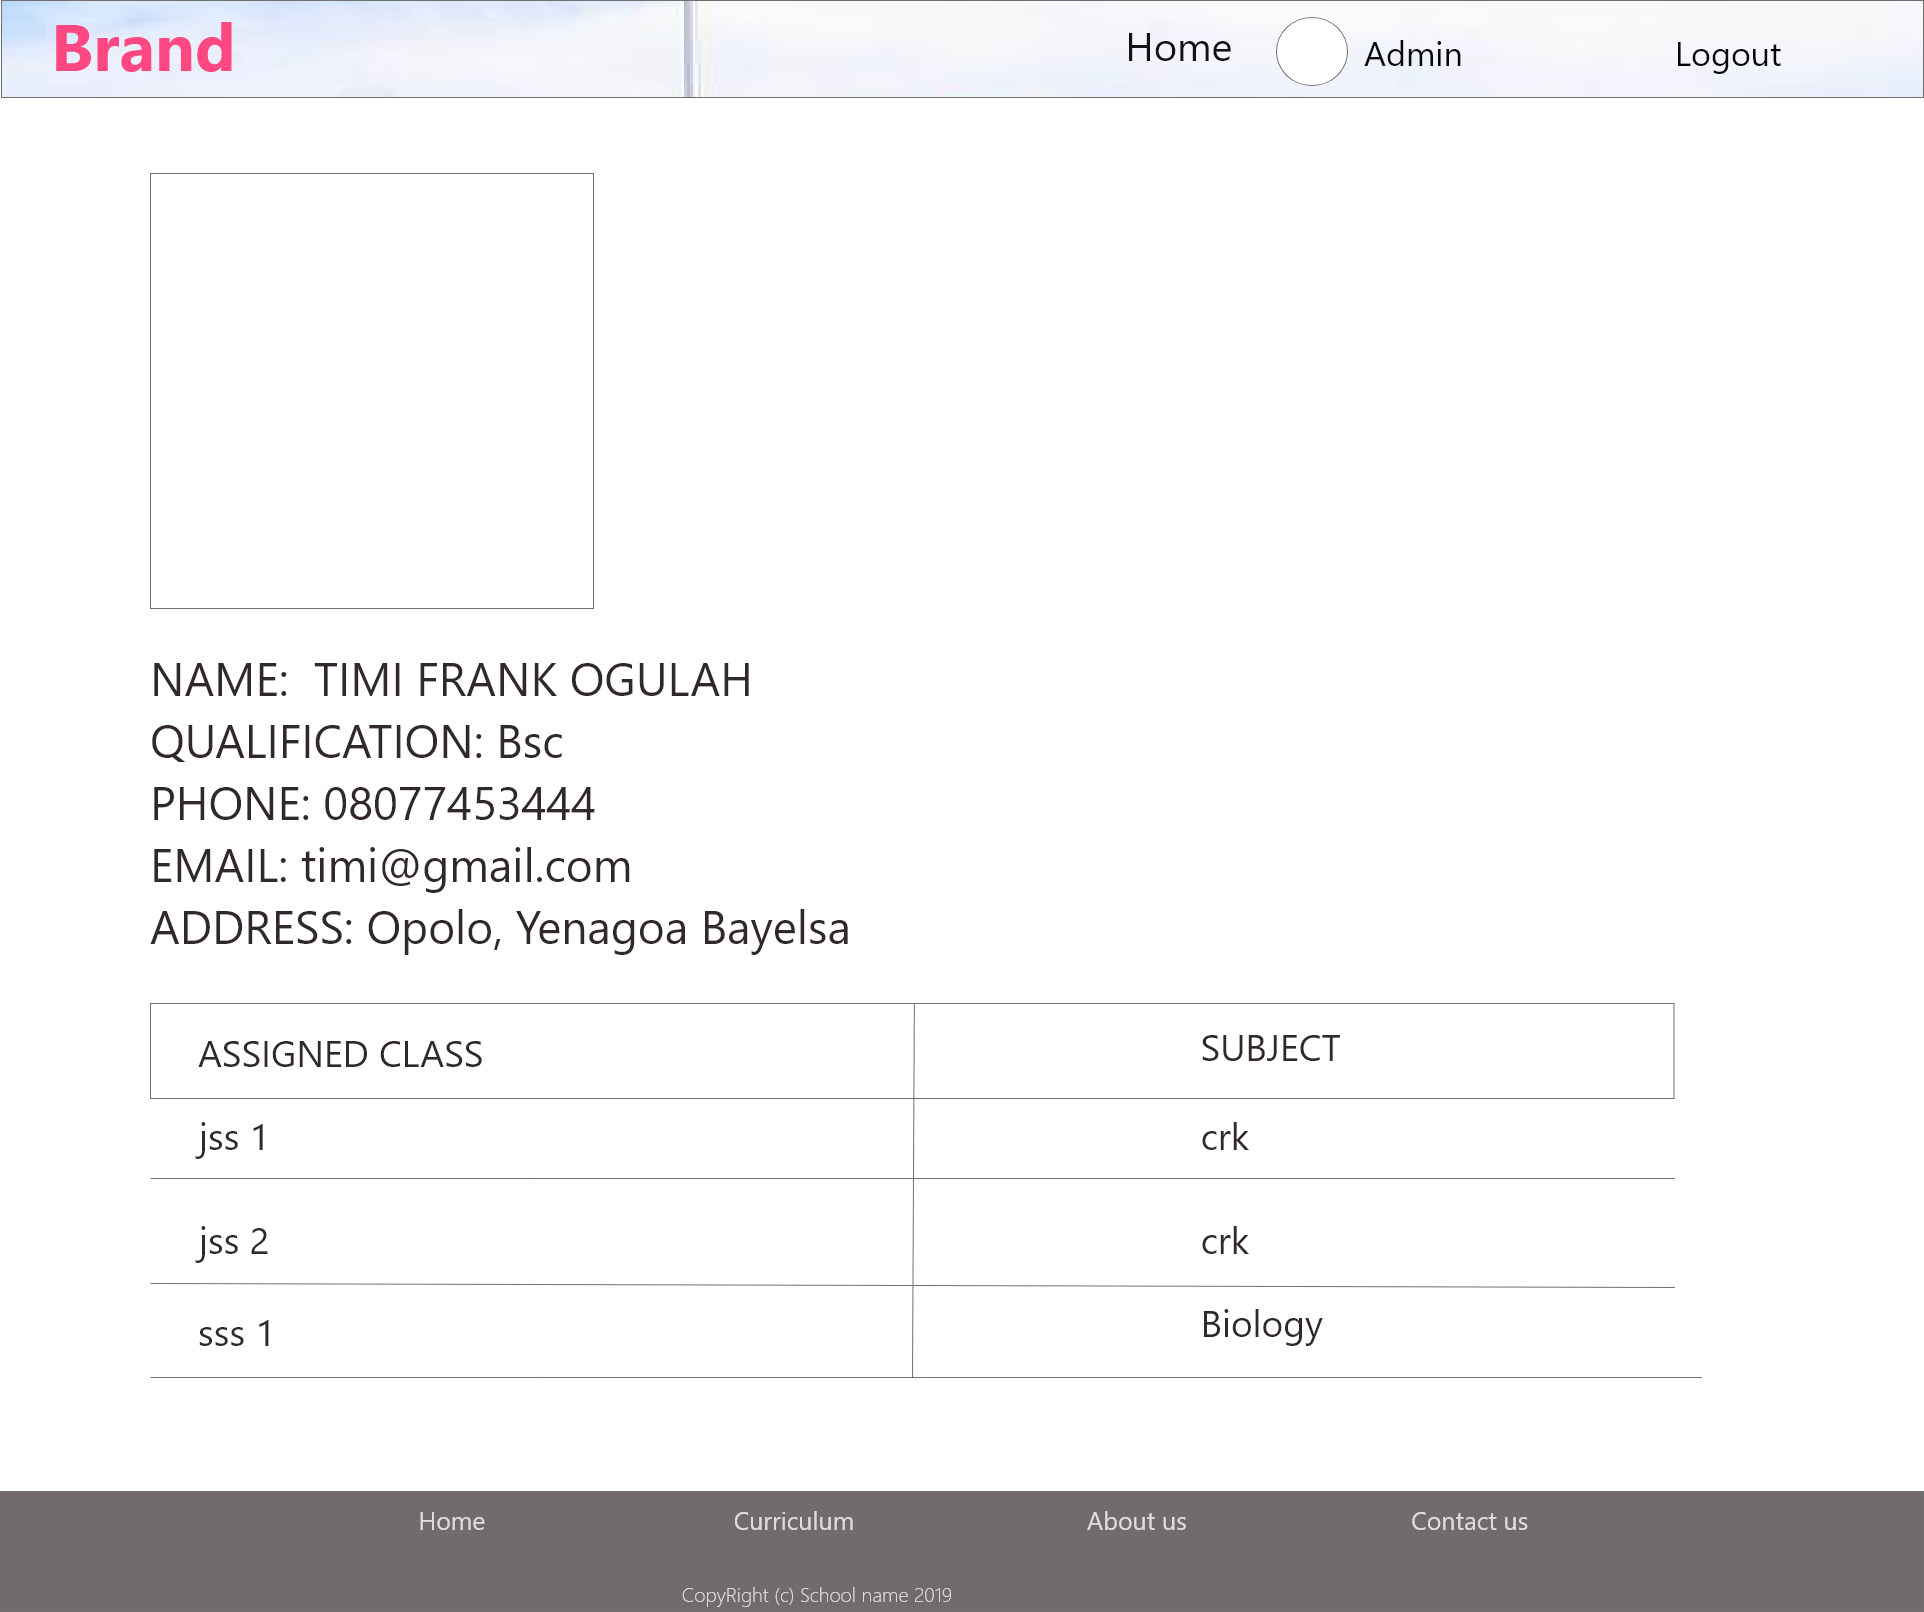 Brand Home Admin Logout
NAME:  TIMI FRANK OGULAH
QUALIFICATION: Bsc
PHONE: 08077453444
EMAIL: timi@gmail.com
ADDRESS: Opolo, Yenagoa Bayelsa
ASSIGNED CLASS SUBJECT
jss 1 crk
jss 2 crk
sss 1 Biology
Home Curriculum About us Contact us
CopyRight (c) School name 2019